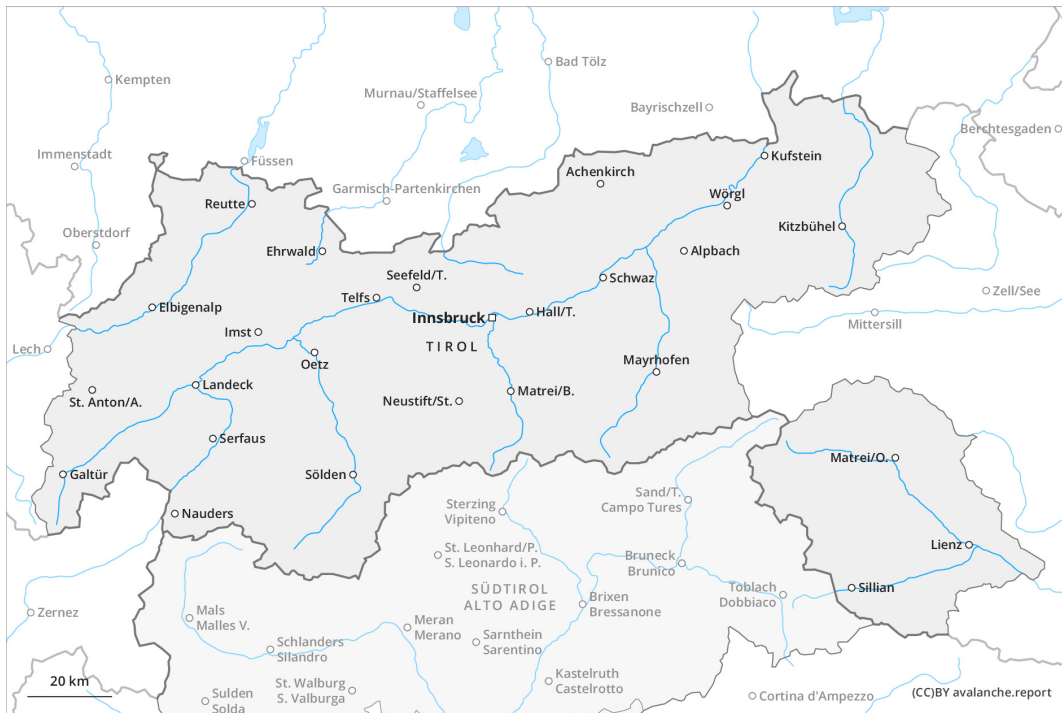 Kempten
Bad Tölz
Murnau/Staffelsee
Bayrischzell
Berchtesgaden
Immenstadt
Füssen
Kufstein
Achenkirch
Garmisch-Partenkirchen
Reutte
Wörgl
Oberstdorf
Kitzbühel
Ehrwald
Alpbach
Seefeld/T.
Schwaz
Zell/See
Telfs
Elbigenalp
Innsbruck
Hall/T.
Mittersill
Imst
TIROL
Lech
Oetz
Mayrhofen
Landeck
St. Anton/A.
Neustift/St.
Matrei/B.
Serfaus
Matrei/O.
Galtür
Sölden
Sand/T.
Campo Tures
Sterzing
Vipiteno
Nauders
Lienz
St. Leonhard/P.
S. Leonardo i. P.
Bruneck
Brunico
SÜDTIROL
ALTO ADIGE
Toblach
Dobbiaco
Sillian
Brixen
Bressanone
Zernez
Mals
Malles V.
Meran
Merano
Sarnthein
Sarentino
Schlanders
Silandro
Kastelruth
Castelrotto
20 km
St. Walburg
S. Valburga
Sulden
Solda
Cortina d'Ampezzo
(CC)BY avalanche.report